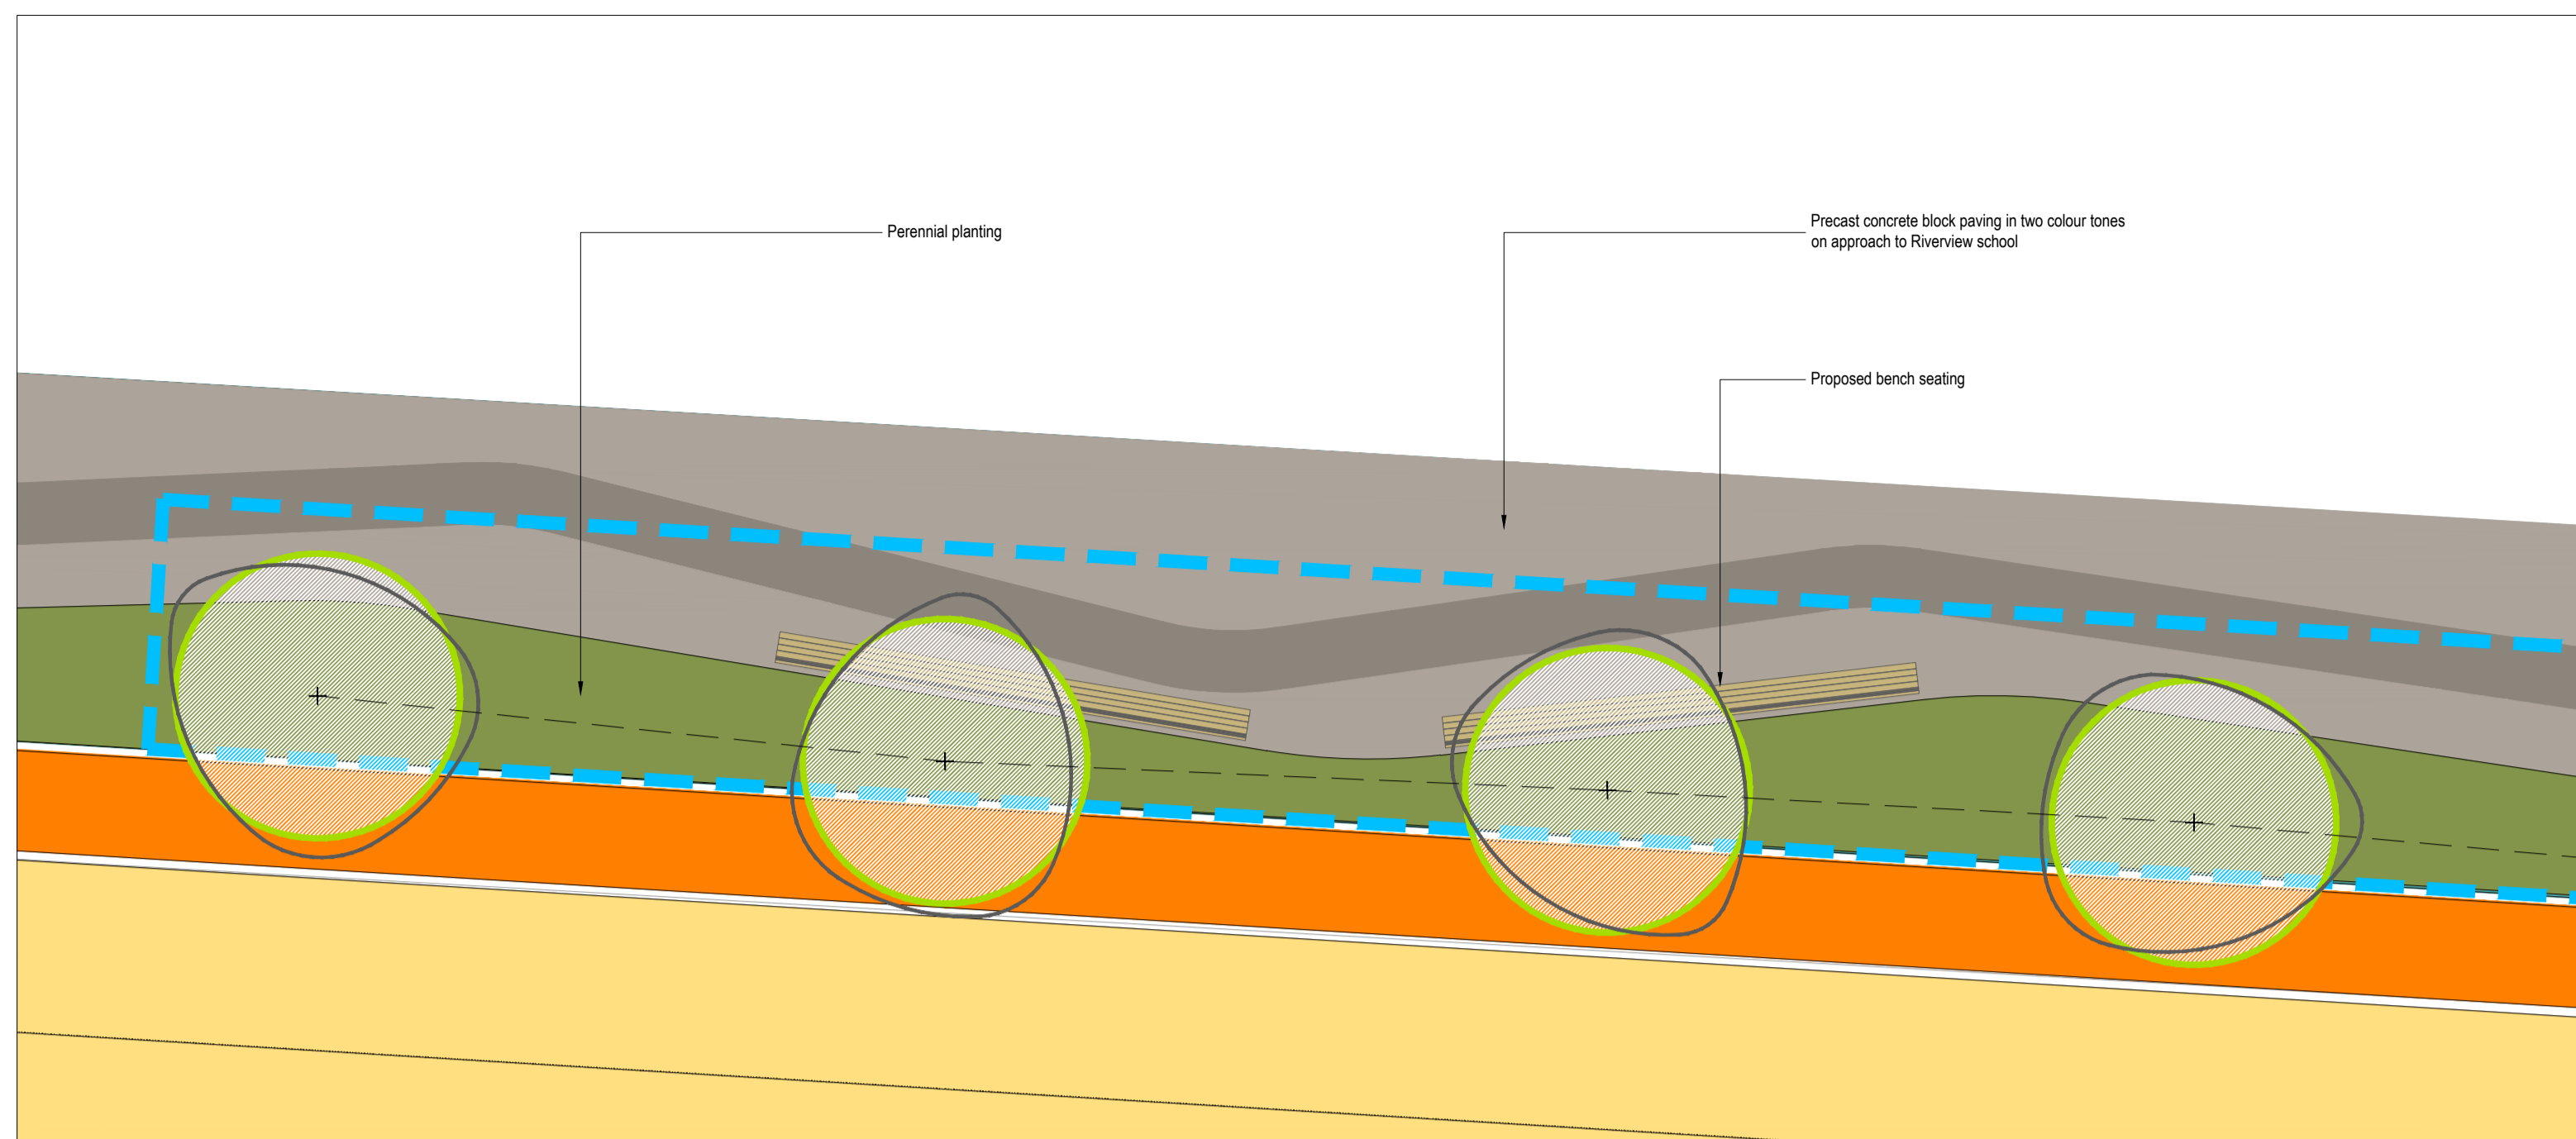 Perennial planting
Precast concrete block paving in two colour tones
on approach to Riverview school
Proposed bench seating